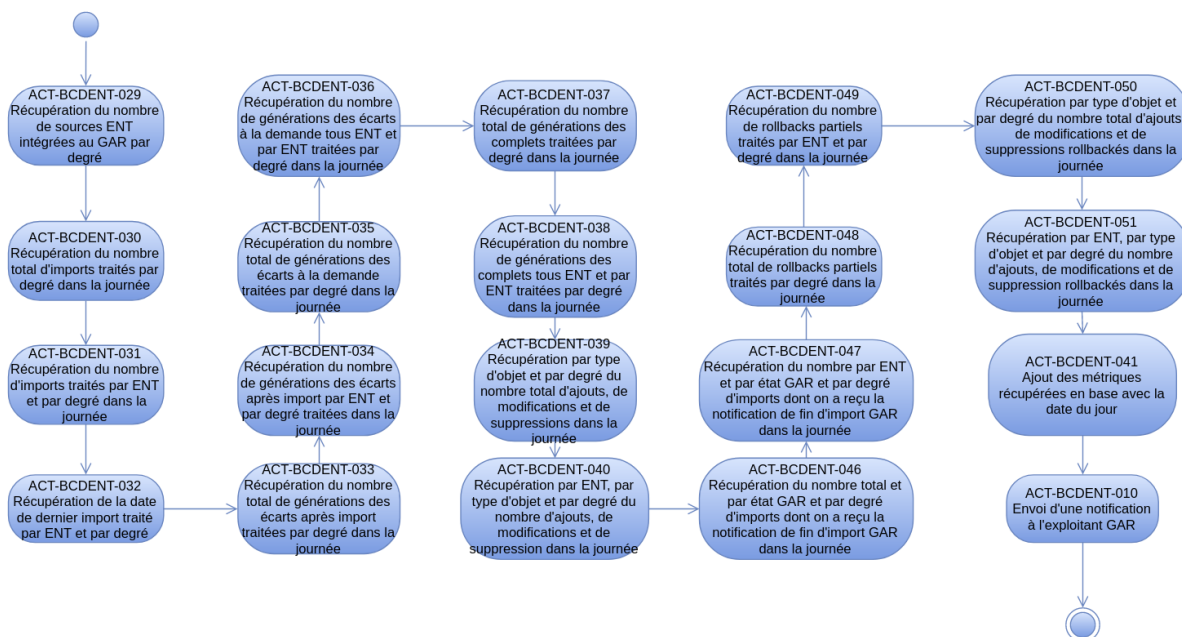 ACT-BCDENT-029
Récupération du nombre
de sources ENT
intégrées au GAR par
degré
ACT-BCDENT-030
Récupération du nombre
total d'imports traités par
degré dans la journée
ACT-BCDENT-031
Récupération du nombre
d'imports traités par ENT
et par degré dans la
journée
ACT-BCDENT-032
Récupération de la date
de dernier import traité
par ENT et par degré
ACT-BCDENT-033
Récupération du nombre
total de générations des
écarts après import
traitées par degré dans la
journée
ACT-BCDENT-034
Récupération du nombre
de générations des écarts
après import par ENT et
par degré traitées dans la
journée
ACT-BCDENT-035
Récupération du nombre
total de générations des
écarts à la demande
traitées par degré dans la
journée
ACT-BCDENT-036
Récupération du nombre
de générations des écarts
à la demande tous ENT et
par ENT traitées par
degré dans la journée
ACT-BCDENT-037
Récupération du nombre
total de générations des
complets traitées par
degré dans la journée
ACT-BCDENT-038
Récupération du nombre
de générations des
complets tous ENT et par
ENT traitées par degré
dans la journée
ACT-BCDENT-039
Récupération par type
d'objet et par degré du
nombre total d'ajouts, de
modifications et de
suppressions dans la
journée
ACT-BCDENT-040
Récupération par ENT, par
type d'objet et par degré du
nombre d'ajouts, de
modifications et de
suppression dans la journée
ACT-BCDENT-046
Récupération du nombre total et
par état GAR et par degré
d'imports dont on a reçu la
notification de fin d'import GAR
dans la journée
ACT-BCDENT-047
Récupération du nombre par ENT
et par état GAR et par degré
d'imports dont on a reçu la
notification de fin d'import GAR
dans la journée
ACT-BCDENT-048
Récupération du nombre
total de rollbacks partiels
traités par degré dans la
journée
ACT-BCDENT-049
Récupération du nombre
de rollbacks partiels
traités par ENT et par
degré dans la journée
ACT-BCDENT-050
Récupération par type d'objet et
par degré du nombre total d'ajouts
de modifications et de
suppressions rollbackés dans la
journée
ACT-BCDENT-051
Récupération par ENT, par type
d'objet et par degré du nombre
d'ajouts, de modifications et de
suppression rollbackés dans la
journée
ACT-BCDENT-041
Ajout des métriques
récupérées en base avec la
date du jour
ACT-BCDENT-010
Envoi d'une notification
à l'exploitant GAR